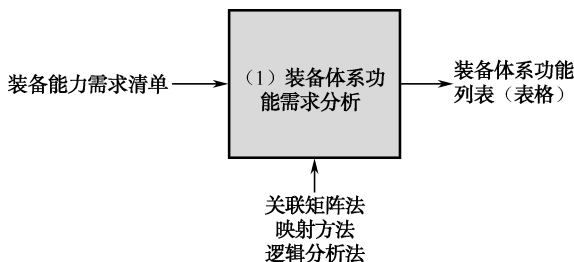 装备能力需求清单
（1）装备体系功
能需求分析
装备体系功能
列表（表格）
关联矩阵法
映射方法
逻辑分析法